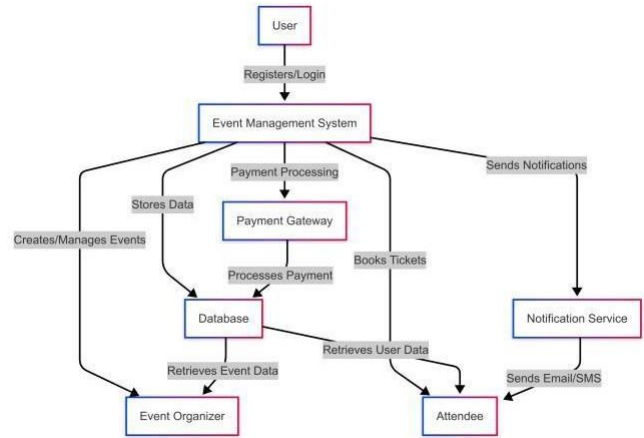 User
Registers/Login
Event Management System
Payment Processing
Sends Notifications
Stores Data
Payment Gateway
Creates/Manages Events
Books Tickets
Processes Payment
Database
Notification Service
Retrieves User Data
Retrieves Event Data
Sends Email/SMS
Event Organizer
Attendee